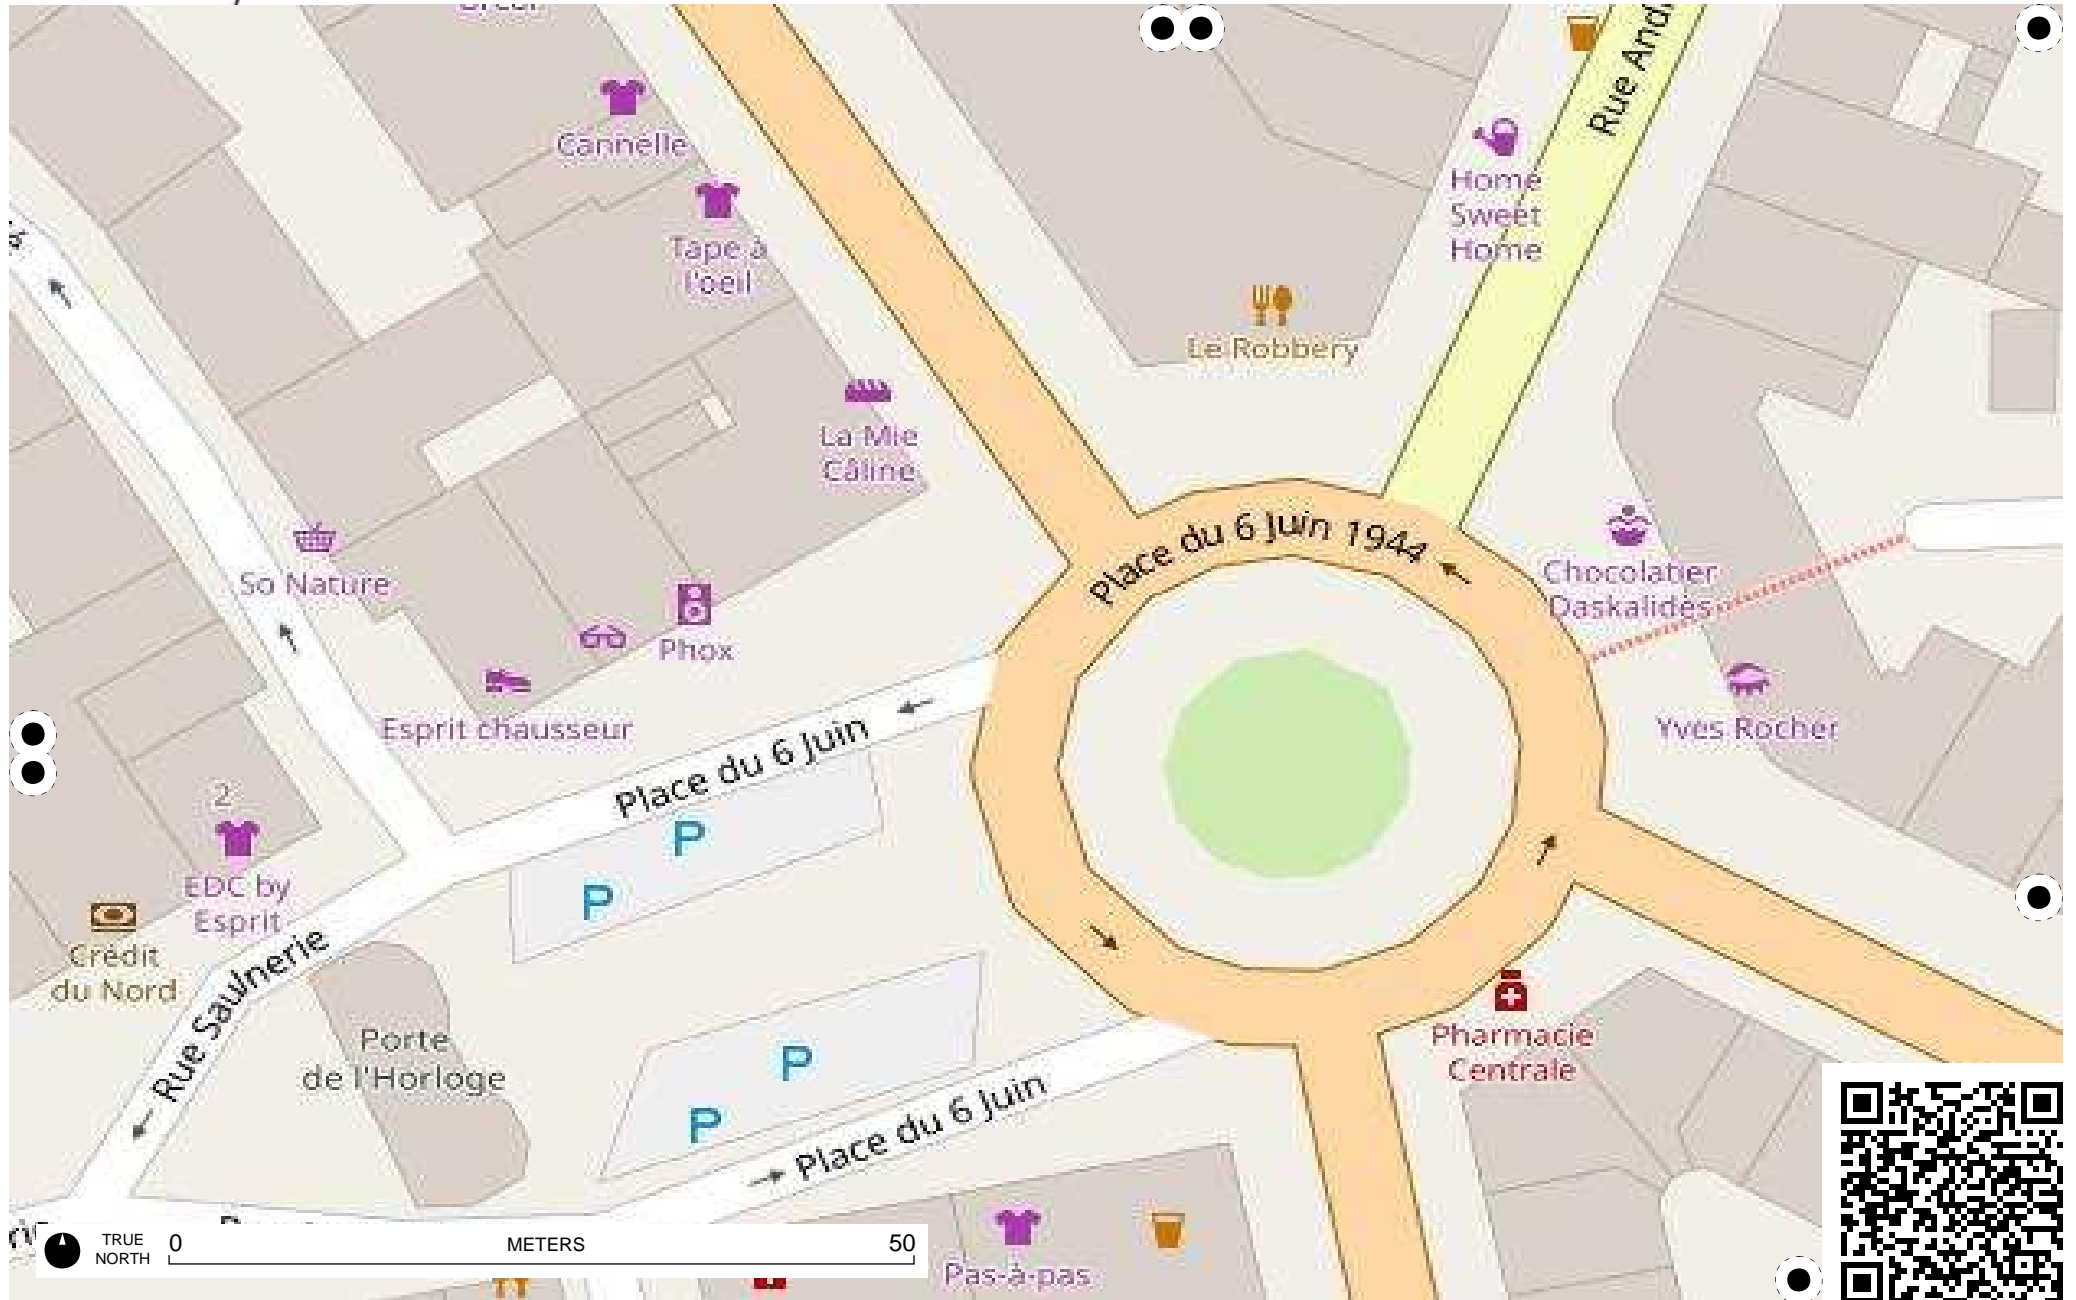 Rue And
Cannelle
Tape à
l'oeil
Home
Sweet
Home
Le Robbery
La Mie
Câline
Place du 6 Juin 1944
So Nature
Chocolatier
Daskalidès
Phox
Esprit chausseur
Yves Rocher
Place du 6 Juin
P
P
2
EDC by
Esprit
Crédit
du Nord
Rue Saulnerie
Porte
de l'Horloge
P
P
Pharmacie
Centrale
Place du 6 Juin
Pas-à-pas
TRUE
NORTH
0
METERS
50